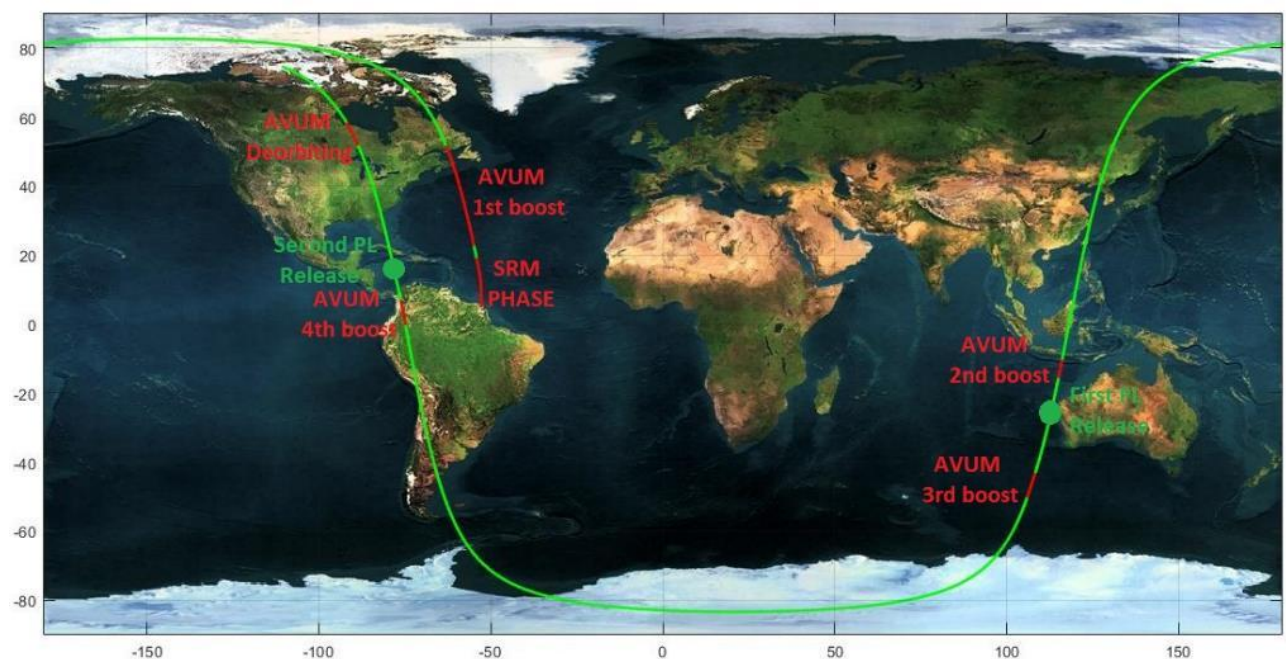 80
60
40
20
0
-20
-40
-60
-80
-150
-100
-50
0
50
100
150
AVUM
Deorbiting
AVUM
1st boost
Second PL
Release
SRM
PHASE
AVUM
4th boost
AVUM
2nd boost
First PL
Release
AVUM
3rd boost